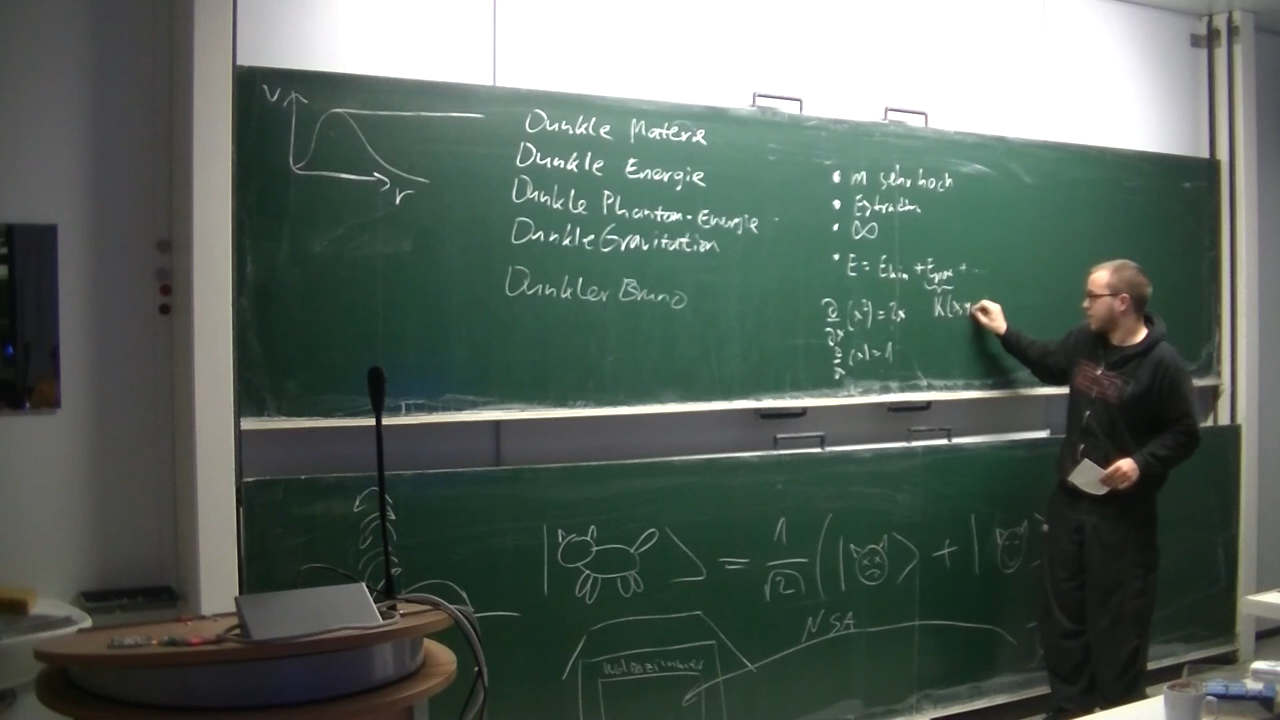 V
r
Dunkle Materie
Dunkle Energie
Dunkle Phantom-Energie
Dunkle Gravitation
Dunkler Bruno
• m sehr hoch
• Extradim
• ∞
• E = Ekin + Epot + ...
K(x,
∂/∂x (x²) = 2x
(x) = 1
| ⟩ = 1/√2 (| ⟩ + | ⟩
NSA